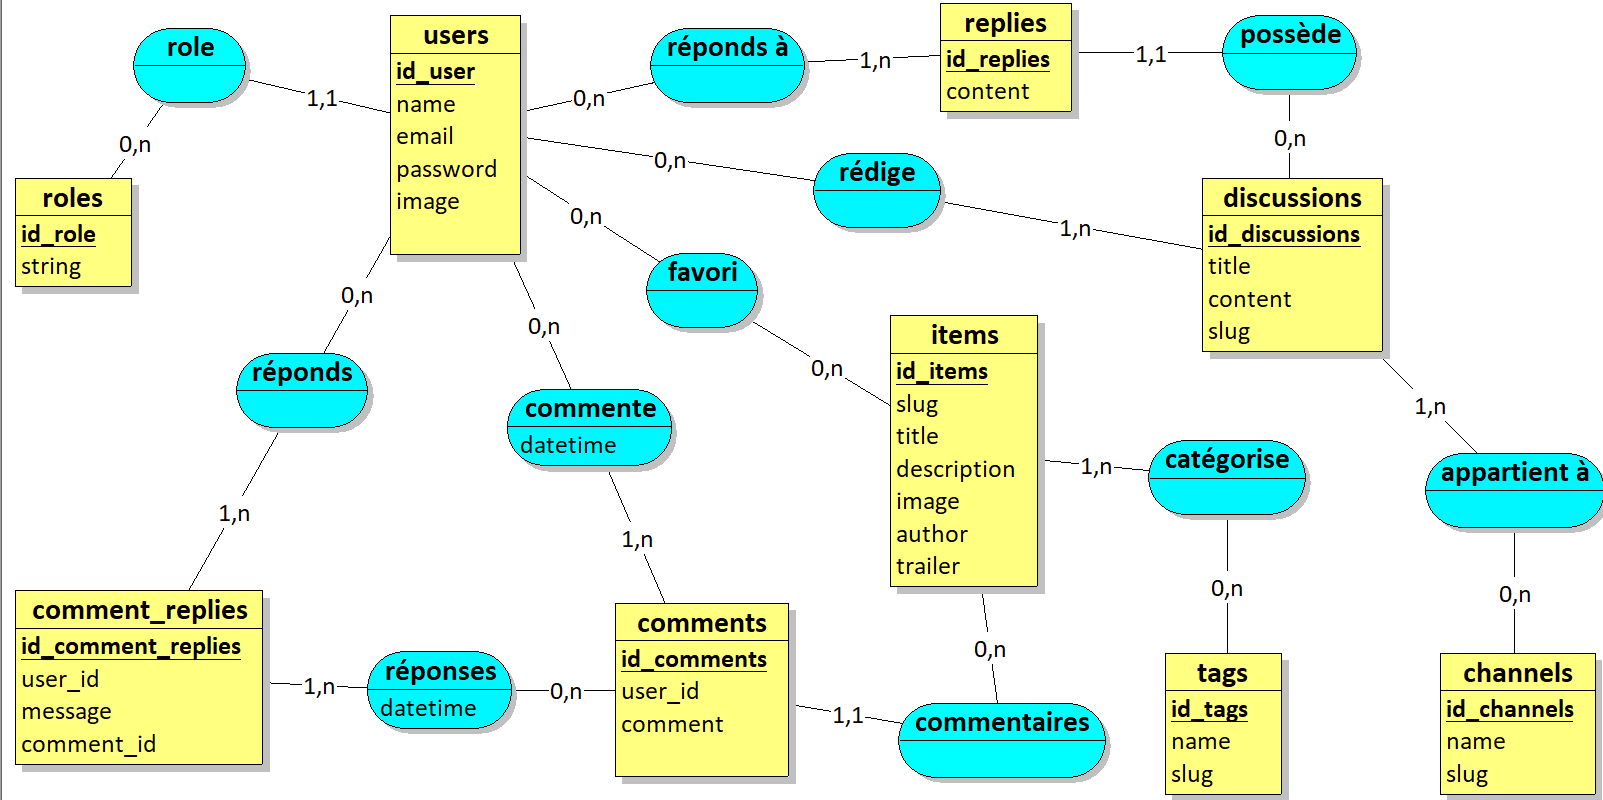 role
1,1
0,n
roles
id_role
string
users
id_user
name
email
password
image
réponds à
0,n
1,n
replies
id_replies
content
1,1
possède
0,n
rédige
0,n
1,n
discussions
id_discussions
title
content
slug
favori
0,n
0,n
items
id_items
slug
title
description
image
author
trailer
réponds
0,n
1,n
commente
datetime
0,n
1,n
1,n
catégorise
0,n
1,n
appartient à
0,n
comment_replies
id_comment_replies
user_id
message
comment_id
1,n
réponses
datetime
0,n
comments
id_comments
user_id
comment
1,1
commentaires
0,n
tags
id_tags
name
slug
channels
id_channels
name
slug